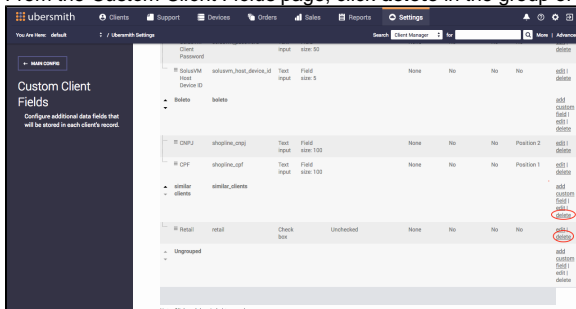 From the Custom Client Fields page, click delete in the group or
ubersmith Clients Support Devices Orders Sales Reports Settings
You Are Here: default / Ubersmith Settings Search Client Manager for More | Advanced
← MAIN CONFIG
Custom Client
Fields
Configure additional data fields that
will be stored in each client's record.
Client
Password input size: 50 delete
SolusVM
Host
Device ID solusvm_host_device_id Text
input Field
size: 5 None No No edit |
delete
Boleto boleto add
custom
field |
edit |
delete
CNPJ shopline_cnpj Text
input Field
size: 100 None No Position 2 edit |
delete
CPF shopline_cpf Text
input Field
size: 100 None No Position 1 edit |
delete
similar
clients similar_clients add
custom
field |
edit |
delete
Retail retail Check
box Unchecked None No No edit |
delete
Ungrouped add
custom
field |
edit |
delete